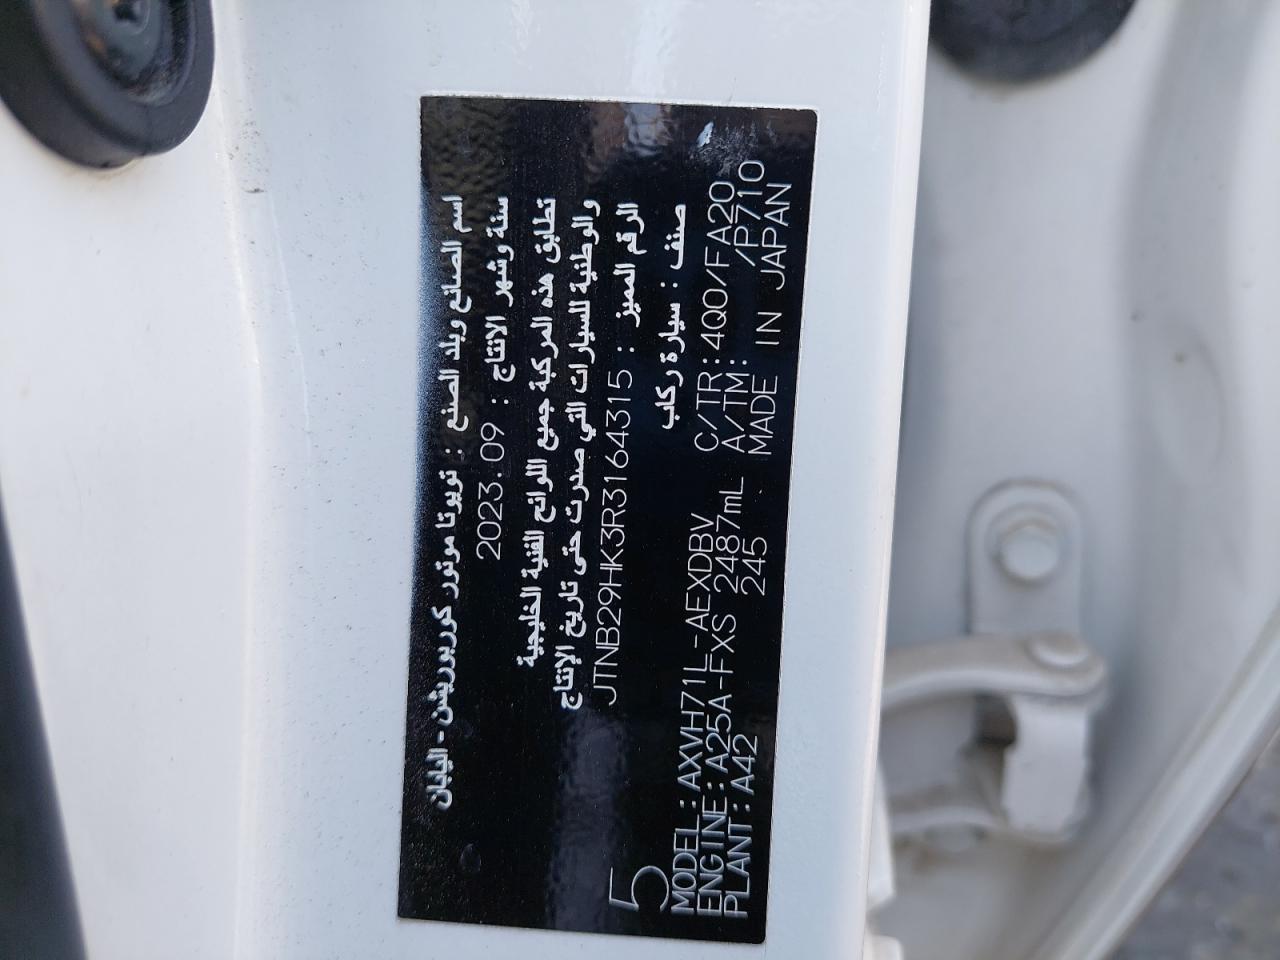 اسم الصانع وبلد الصنع : تويوتا موتور كوربوريشن - اليابان
سنة وشهر الانتاج : 2023.09
تطابق هذه المركبة جميع اللوائح الفنية الخليجية
والوطنية للسيارات التي صدرت حتى تاريخ الإنتاج
الرقم المميز : JTNB29HK3R3164315
صنف : سيارة ركاب
5
MODEL : AXVH71L-AEXDBV
ENGINE : A25A-FXS 2487mL
C/TR: 4Q0/FA20
PLANT : A42 245
A/TM: /P710
MADE IN JAPAN